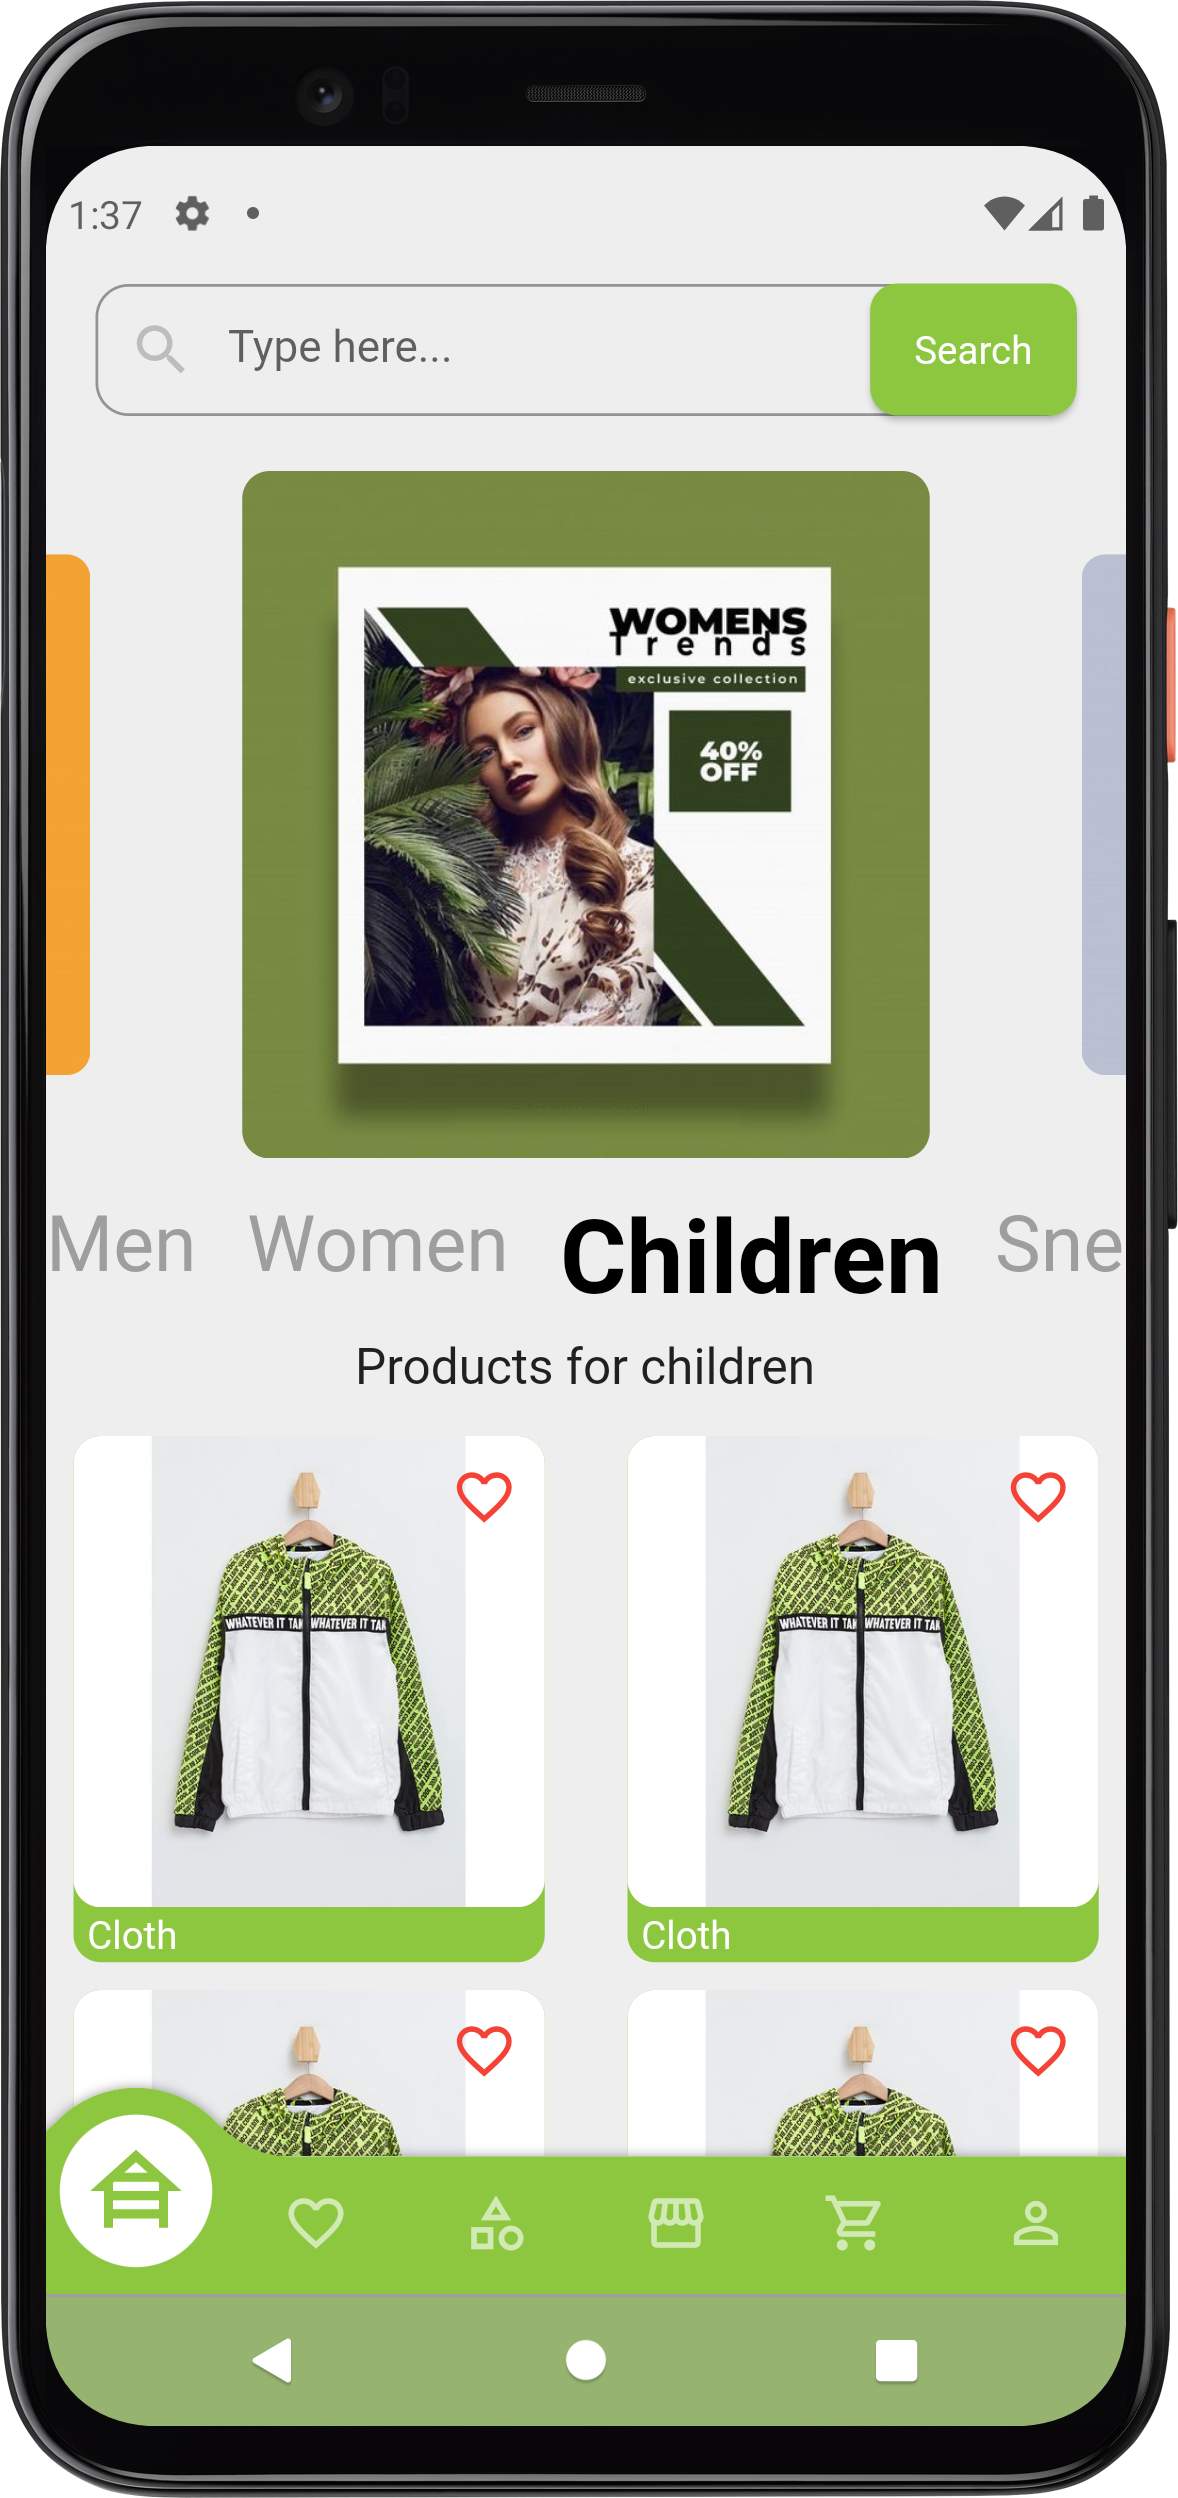 1:37
Type here...
Search
WOMENS
Trends
exclusive collection
40%
OFF
Men Women Children Sne
Products for children
WHATEVER IT TAK WHATEVER IT TAK
WHATEVER IT TAK WHATEVER IT TAK
Cloth
Cloth